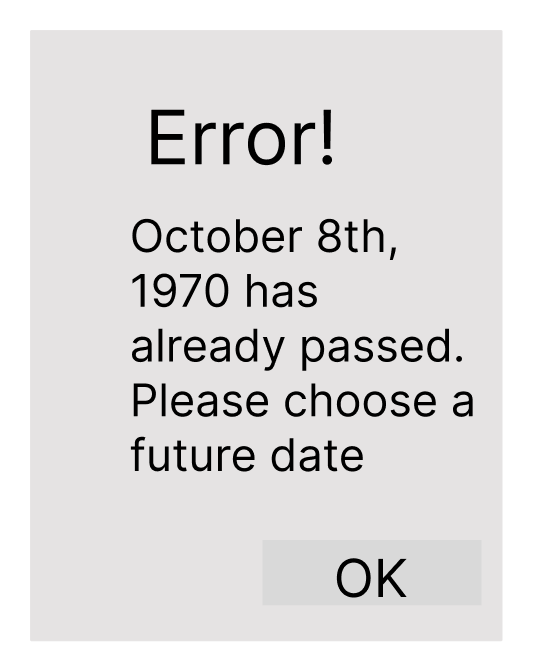 Error!
October 8th,
1970 has
already passed.
Please choose a
future date
OK